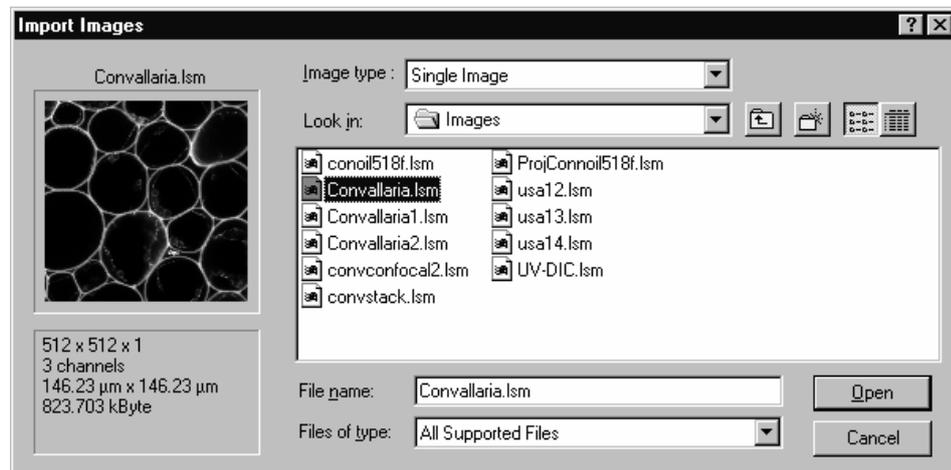 Import Images
Convallaria.lsm
512 x 512 x 1
3 channels
146.23 µm x 146.23 µm
823.703 kByte
Image type : Single Image
Look in: Images
conoil518f.lsm
Convallaria.lsm
Convallaria1.lsm
Convallaria2.lsm
convconfocal2.lsm
convstack.lsm
ProjConnoil518f.lsm
usa12.lsm
usa13.lsm
usa14.lsm
UV-DIC.lsm
File name: Convallaria.lsm
Open
Files of type: All Supported Files
Cancel